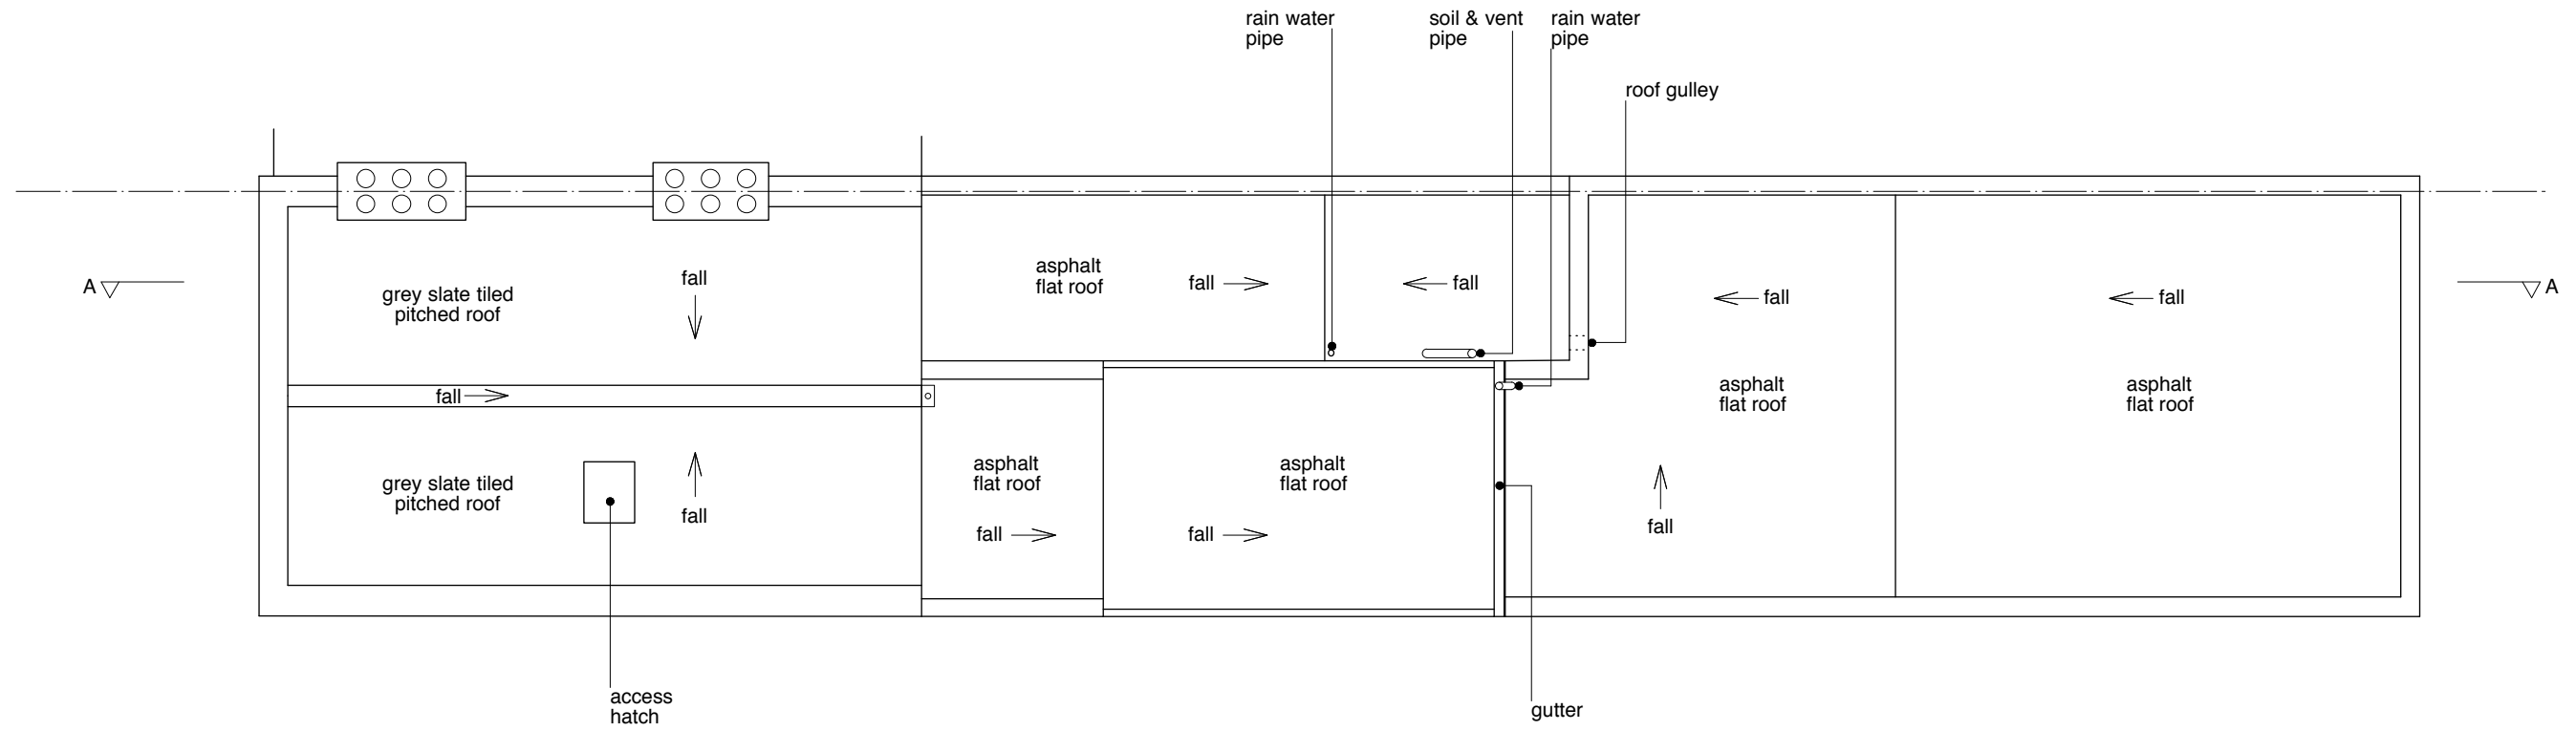 rain water
pipe
soil & vent
pipe
rain water
pipe
roof gulley
A
grey slate tiled
pitched roof
fall
asphalt
flat roof
fall
fall
fall
fall
A
fall
asphalt
flat roof
asphalt
flat roof
grey slate tiled
pitched roof
fall
asphalt
flat roof
fall
asphalt
flat roof
fall
fall
access
hatch
gutter